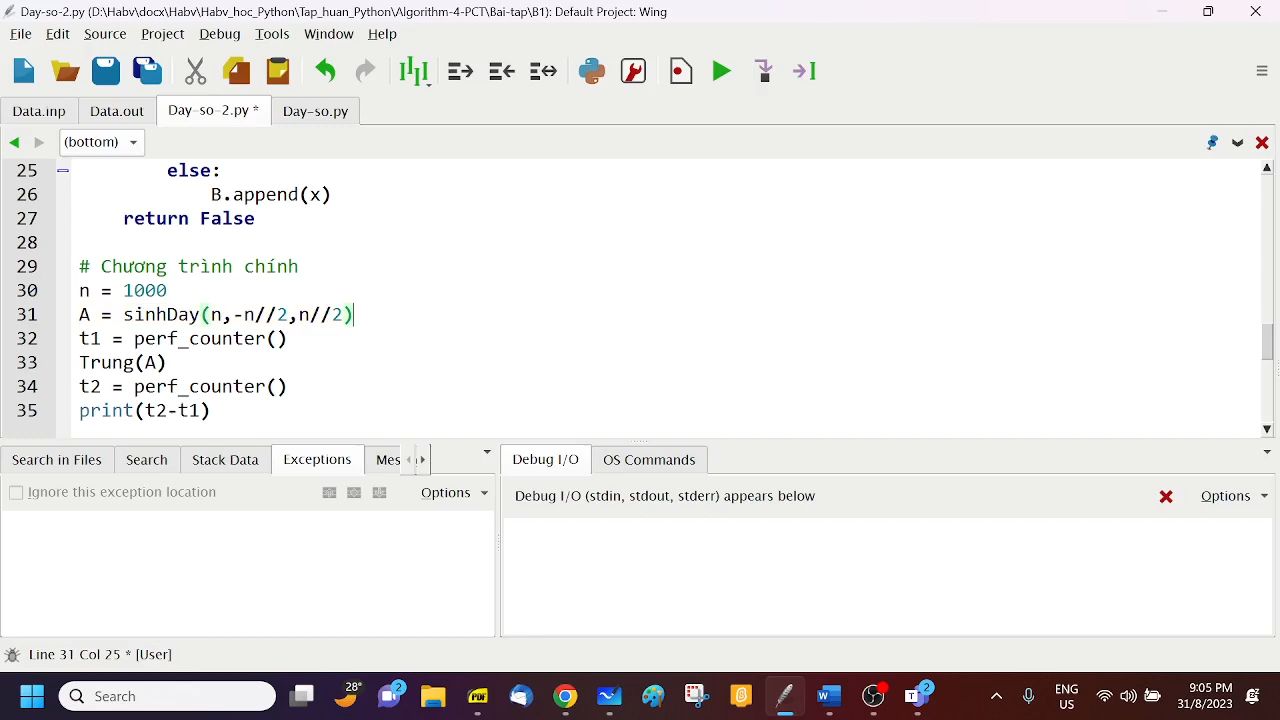 Day-so-2.py (D:\Habv\docx\Habv\Habv_hoc_Python\Tap_huan_Python\Algorithm-4-PCT\Bai-tap\B1): Default Project: Wing
File Edit Source Project Debug Tools Window Help
Data.inp Data.out Day-so-2.py * Day-so.py
(bottom)
25 else:
26 B.append(x)
27 return False
28
29 # Chương trình chính
30 n = 1000
31 A = sinhDay(n,-n//2,n//2)
32 t1 = perf_counter()
33 Trung(A)
34 t2 = perf_counter()
35 print(t2-t1)
Search in Files Search Stack Data Exceptions Mes Debug I/O OS Commands
Ignore this exception location Options Debug I/O (stdin, stdout, stderr) appears below Options
Line 31 Col 25 * [User]
Search 28° 2 PDF 2 ENG US 9:05 PM 31/8/2023